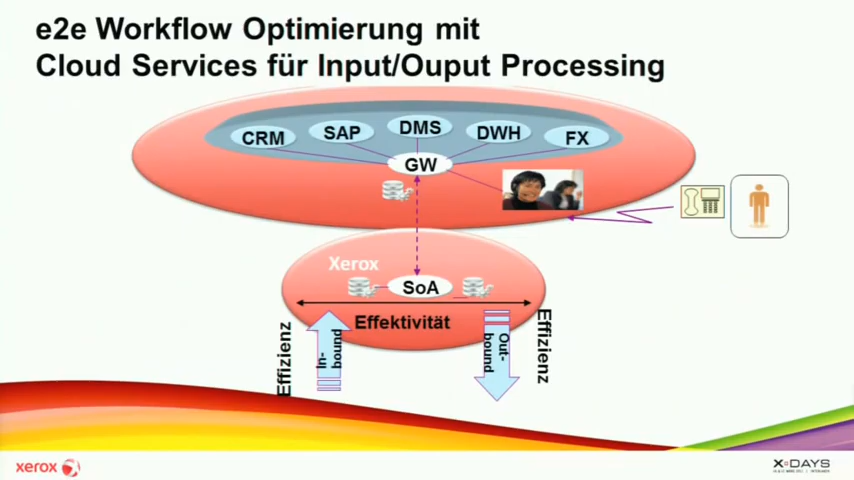 e2e Workflow Optimierung mit
Cloud Services für Input/Ouput Processing
CRM
SAP
DMS
DWH
FX
GW
Xerox
SoA
Effektivität
Effizienz
In-
bound
Out-
bound
Effizienz
xerox
X DAYS